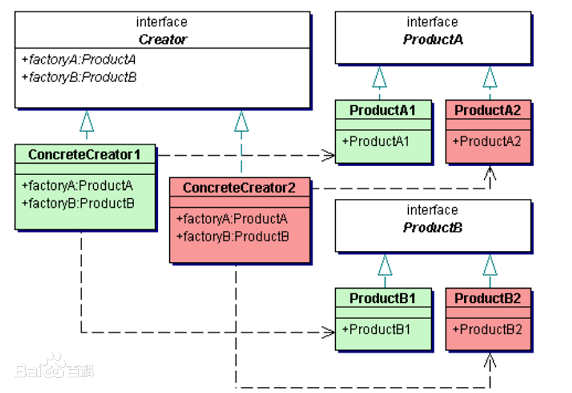 interface
Creator
+factoryA:ProductA
+factoryB:ProductB
interface
ProductA
ProductA1
+ProductA1
ProductA2
+ProductA2
ConcreteCreator1
+factoryA:ProductA
+factoryB:ProductB
ConcreteCreator2
+factoryA:ProductA
+factoryB:ProductB
interface
ProductB
ProductB1
+ProductB1
ProductB2
+ProductB2
Bai百科